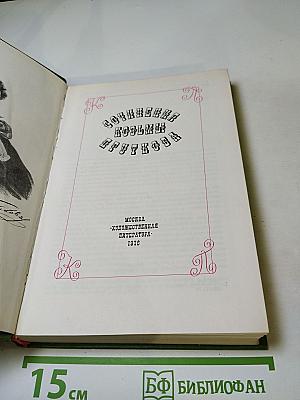 К П
СОЧИНЕНИЯ
КОЗЬМЫ
ПРУТКОВА
МОСКВА
«ХУДОЖЕСТВЕННАЯ
ЛИТЕРАТУРА»
К П
15 см
БФ БИБЛИОФАН